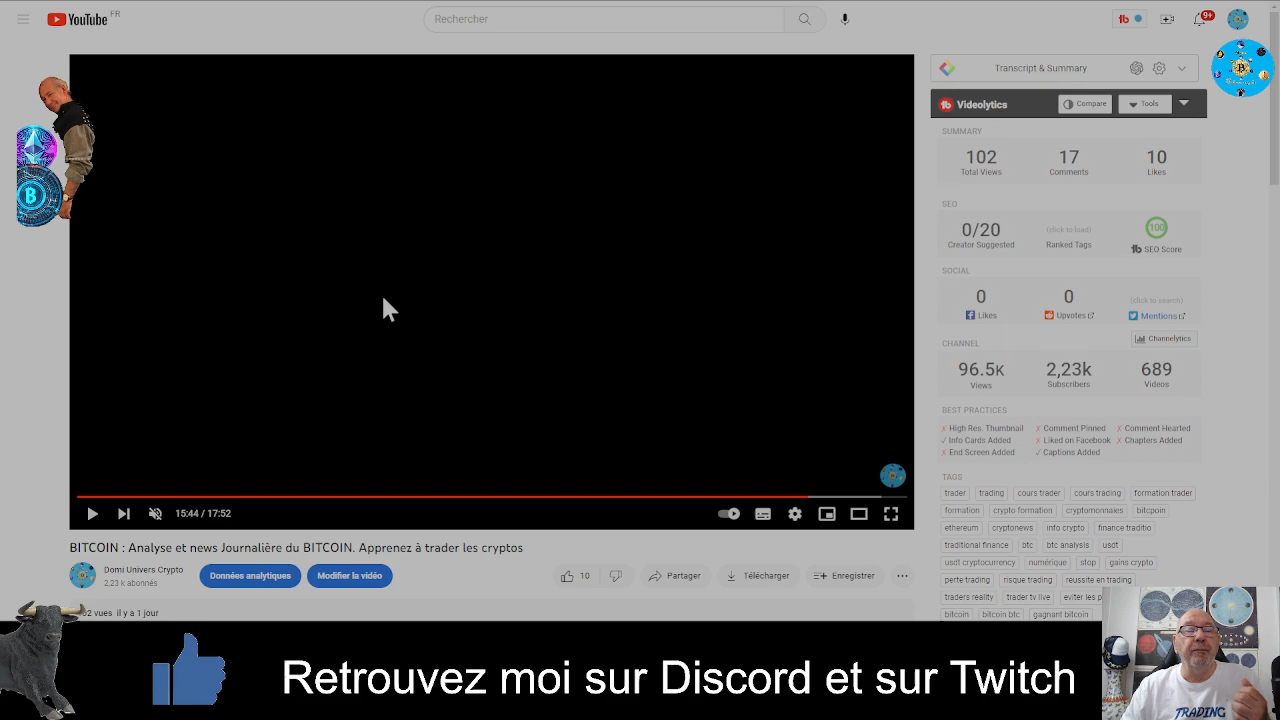 YouTube FR
Rechercher
9+
Transcript & Summary
Videolytics
Compare
Tools
SUMMARY
102 17 10
Total Views Comments Likes
SEO
0/20 (click to load) 100
Creator Suggested Ranked Tags SEO Score
SOCIAL
0 0 (click to search)
Likes Upvotes Mentions
Channelytics
CHANNEL
96.5K 2,23k 689
Views Subscribers Videos
BEST PRACTICES
High Res. Thumbnail Comment Pinned Comment Hearted
Info Cards Added Liked on Facebook Chapters Added
End Screen Added Captions Added
TAGS
trader trading cours trader cours trading formation trader
formation crypto formation cryptomonnaies bitcpoin
ethereum cryptonews info crypto finance traditio
traditional finance btc btc analysis usdt
usdt cryptocurrency numérique stop gains crypto
perte trading risque trading reussite en trading
traders reality trader tv live eviter les p
bitcoin bitcoin btc gagnant bitcoin
15:44 / 17:52
BITCOIN : Analyse et news Journalière du BITCOIN. Apprenez à trader les cryptos
Domi Univers Crypto
2,23 k abonnés
Données analytiques
Modifier la vidéo
10
Partager
Télécharger
Enregistrer
vues il y a 1 jour
Retrouvez moi sur Discord et sur Twitch
TRADING